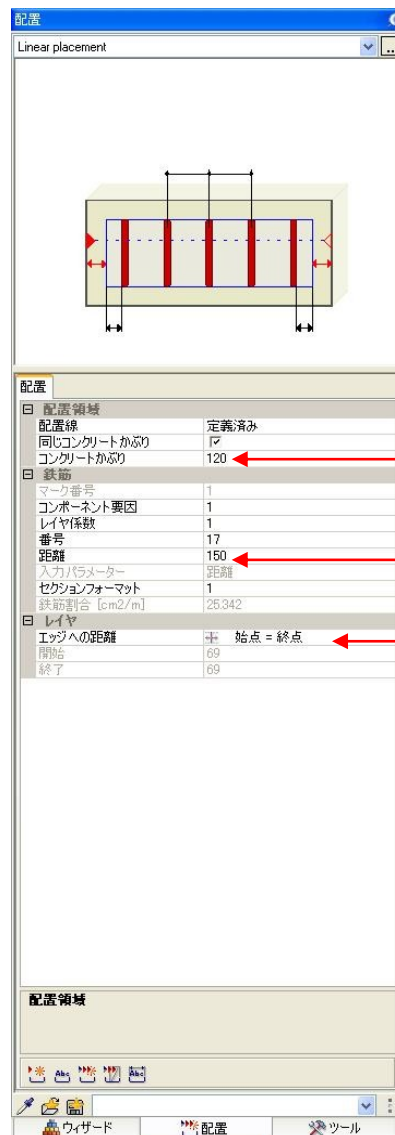 配置
Linear placement
...
配置
配置領域
配置線 定義済み
同じコンクリートかぶり
コンクリートかぶり 120
鉄筋
マーク番号 1
コンポーネント要因 1
レイヤ係数 1
番号 17
距離 150
入力パラメーター 距離
セクションフォーマット 1
鉄筋割合 [cm2/m] 25.342
レイヤ
エッジへの距離 始点 = 終点
開始 69
終了 69
配置領域
Abc Abc
ウィザード 配置 ツール